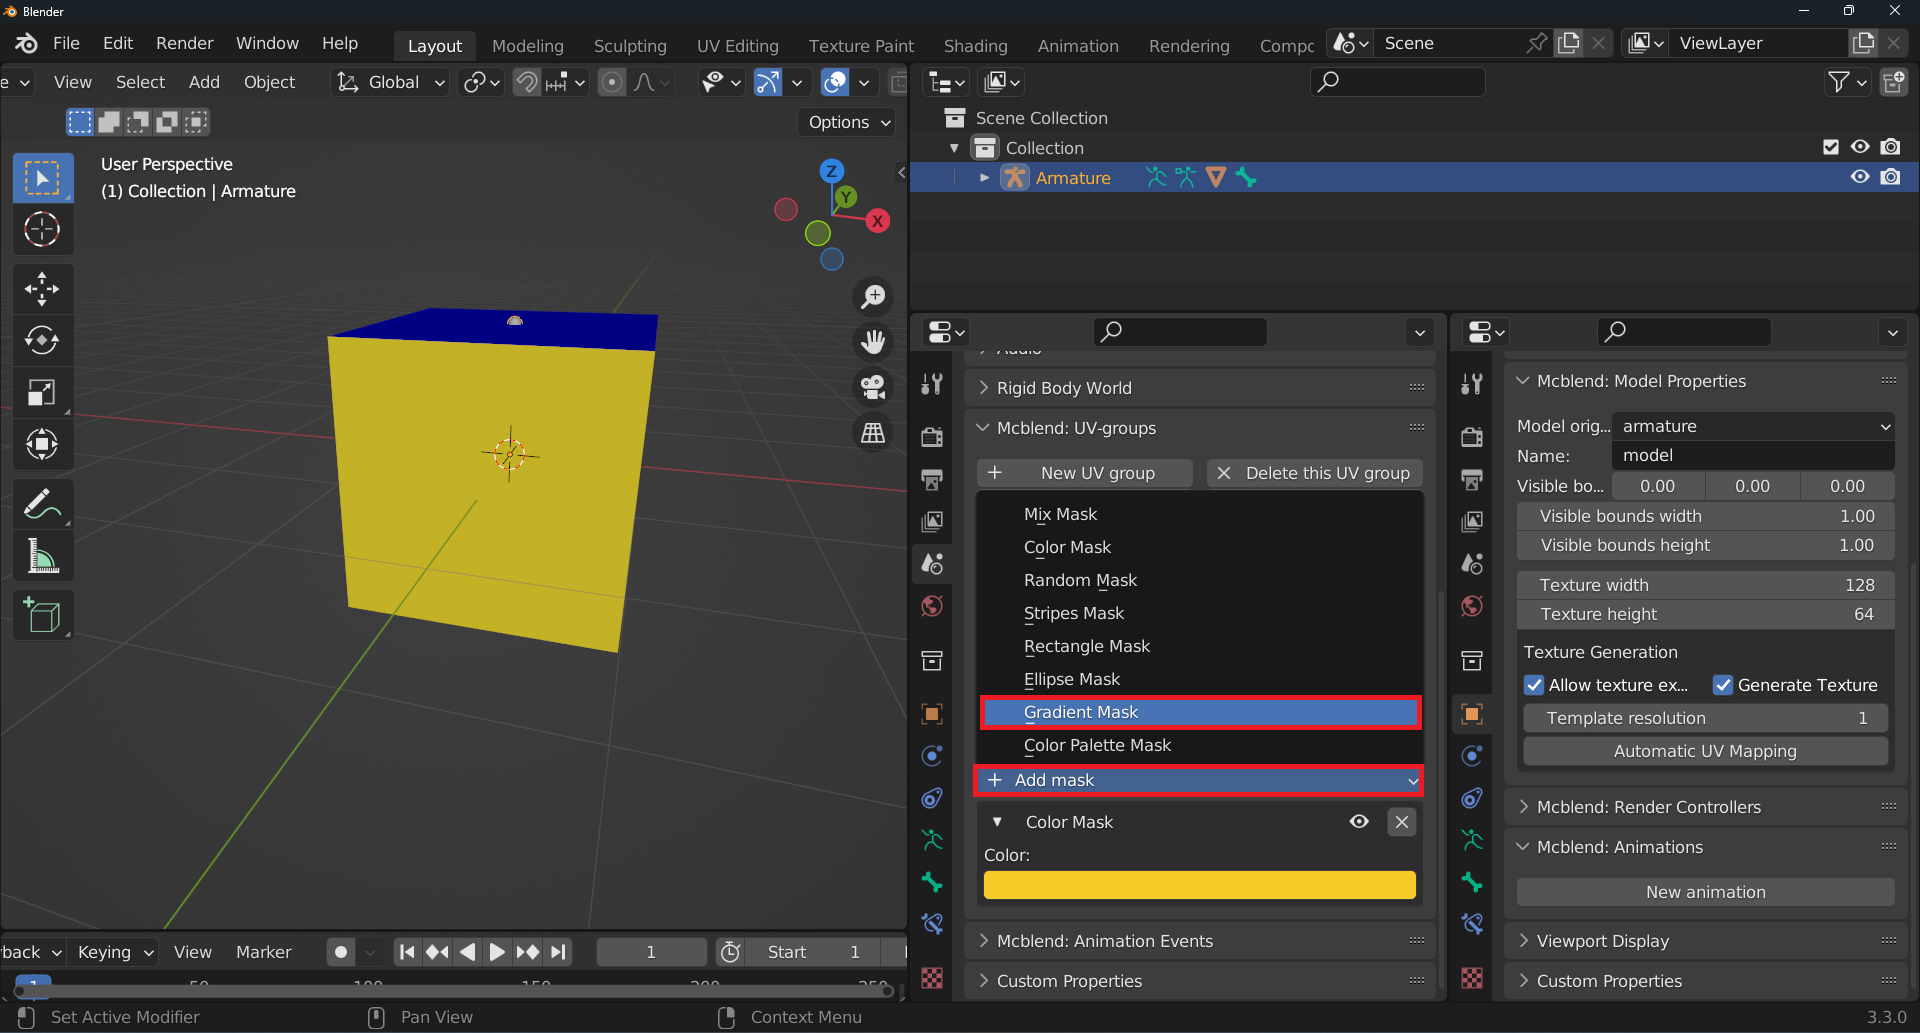 Blender
File Edit Render Window Help Layout Modeling Sculpting UV Editing Texture Paint Shading Animation Rendering Compc Scene ViewLayer
e View Select Add Object Global
Options
User Perspective
(1) Collection | Armature
Z
Y
X
Scene Collection
Collection
Armature
Rigid Body World
Mcblend: UV-groups
New UV group Delete this UV group
Mix Mask
Color Mask
Random Mask
Stripes Mask
Rectangle Mask
Ellipse Mask
Gradient Mask
Color Palette Mask
Add mask
Color Mask
Color:
Mcblend: Animation Events
Custom Properties
Mcblend: Model Properties
Model orig... armature
Name: model
Visible bo... 0.00 0.00 0.00
Visible bounds width 1.00
Visible bounds height 1.00
Texture width 128
Texture height 64
Texture Generation
Allow texture ex... Generate Texture
Template resolution 1
Automatic UV Mapping
Mcblend: Render Controllers
Mcblend: Animations
New animation
Viewport Display
Custom Properties
yback Keying View Marker 1 Start 1
1 50 100 150 200 250
Set Active Modifier Pan View Context Menu 3.3.0